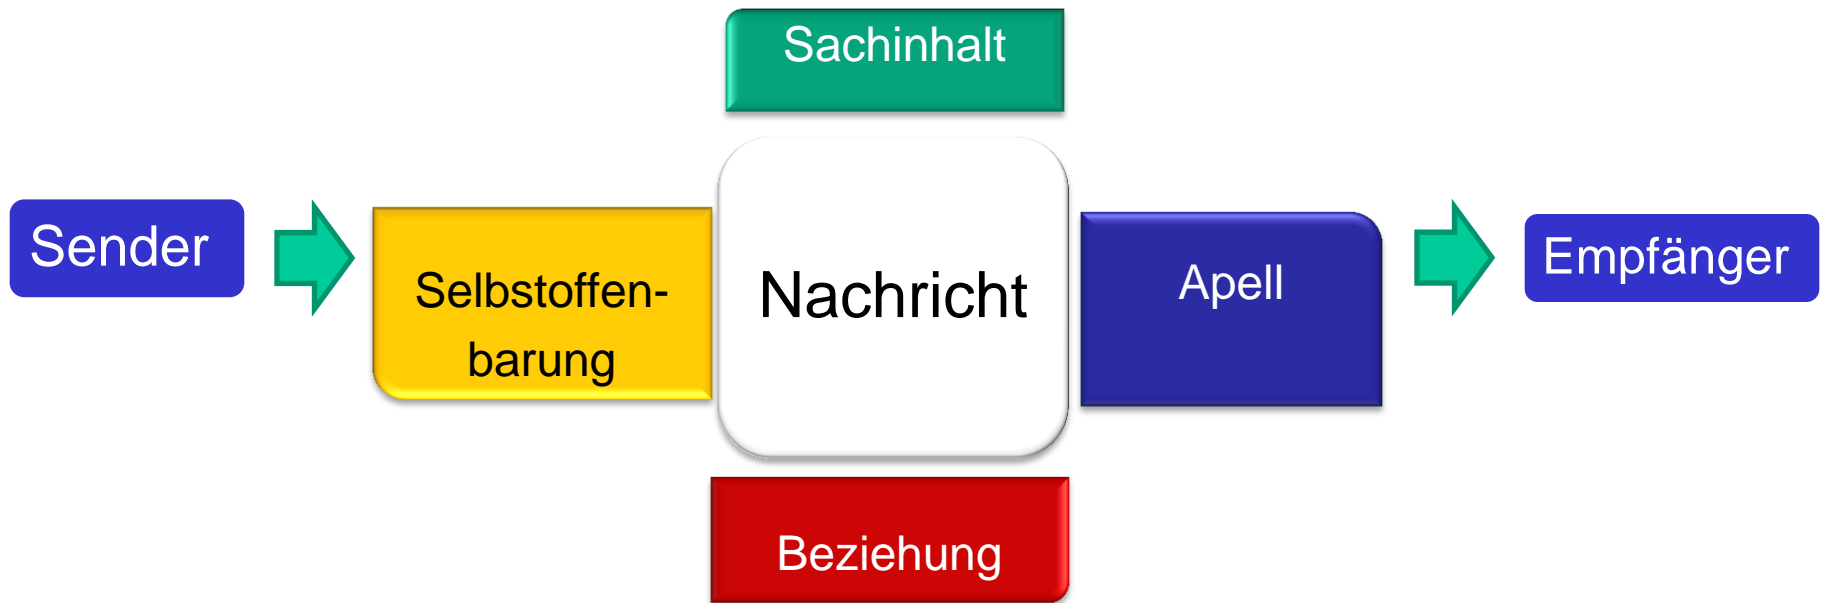 Sachinhalt
Sender
Selbstoffen-
barung
Nachricht
Apell
Empfänger
Beziehung